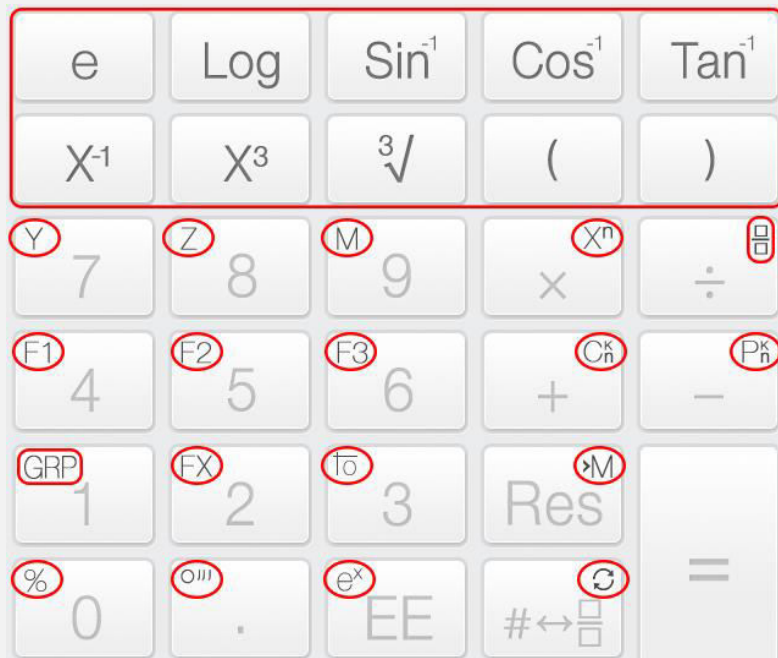 e Log Sin⁻¹ Cos⁻¹ Tan⁻¹
X⁻¹ X³ ³√ ( )
Y 7 Z 8 M 9 Xⁿ × ÷
F1 4 F2 5 F3 6 + Cᵏₙ − Pᵏₙ
GRP 1 FX 2 3 >M Res
% 0 °''' . eˣ EE #↔ =